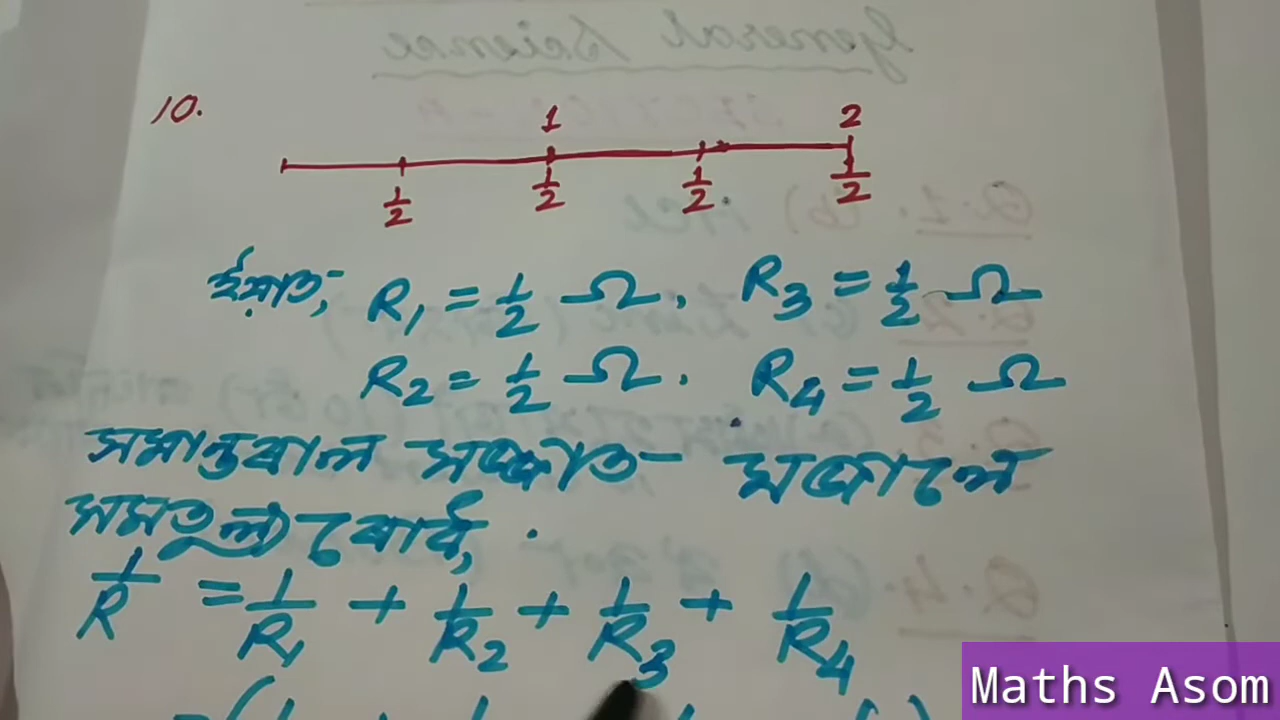 General Science
10.
1 2
1/2 1/2 1/2 1/2
ইয়াত, R₁ = 1/2 Ω, R₃ = 1/2 Ω
R₂ = 1/2 Ω. R₄ = 1/2 Ω
সমান্তৰাল সজ্জাত
সমতুল্য ৰোধ,
1/R = 1/R₁ + 1/R₂ + 1/R₃ + 1/R₄
Maths Asom